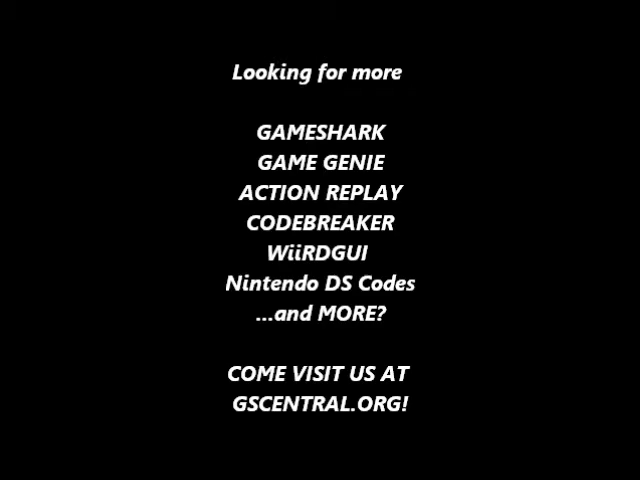 Looking for more
GAMESHARK
GAME GENIE
ACTION REPLAY
CODEBREAKER
WiiRDGUI
Nintendo DS Codes
...and MORE?
COME VISIT US AT
GSCENTRAL.ORG!